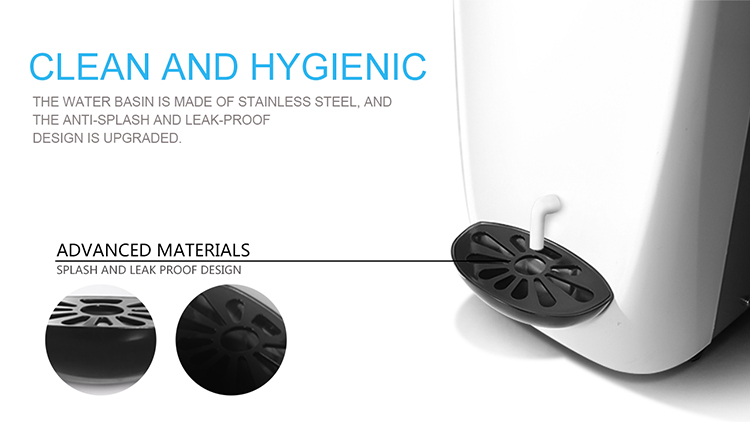 CLEAN AND HYGIENIC
THE WATER BASIN IS MADE OF STAINLESS STEEL, AND
THE ANTI-SPLASH AND LEAK-PROOF
DESIGN IS UPGRADED.
ADVANCED MATERIALS
SPLASH AND LEAK PROOF DESIGN